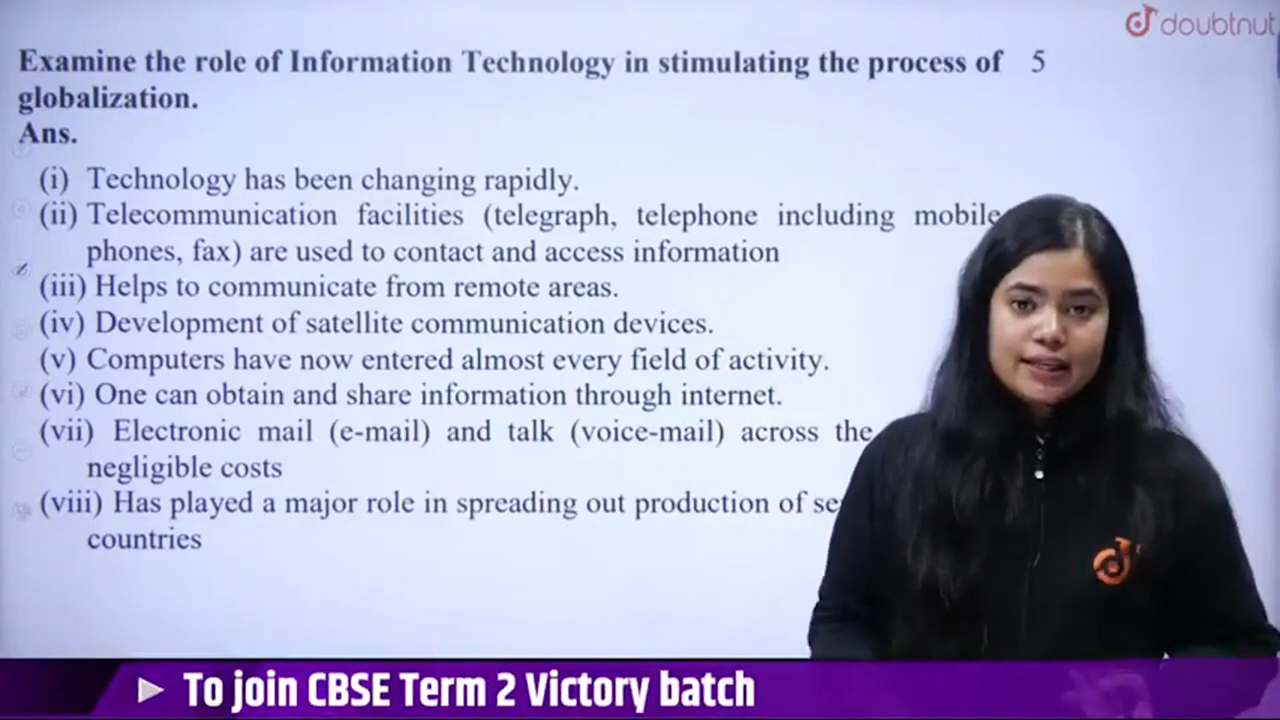 doubtnut
Examine the role of Information Technology in stimulating the process of 5
globalization.
Ans.
(i) Technology has been changing rapidly.
(ii) Telecommunication facilities (telegraph, telephone including mobile
phones, fax) are used to contact and access information
(iii) Helps to communicate from remote areas.
(iv) Development of satellite communication devices.
(v) Computers have now entered almost every field of activity.
(vi) One can obtain and share information through internet.
(vii) Electronic mail (e-mail) and talk (voice-mail) across the
negligible costs
(viii) Has played a major role in spreading out production of
countries
To join CBSE Term 2 Victory batch